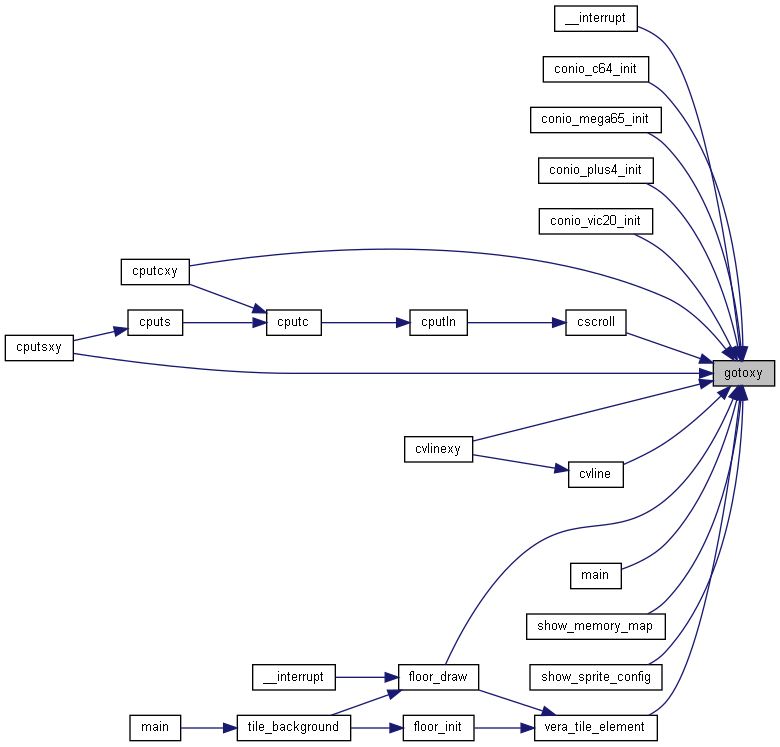 __interrupt
conio_c64_init
conio_mega65_init
conio_plus4_init
conio_vic20_init
cputcxy
cputs
cputc
cputln
cscroll
cputsxy
gotoxy
cvlinexy
cvline
main
show_memory_map
__interrupt
floor_draw
show_sprite_config
main
tile_background
floor_init
vera_tile_element